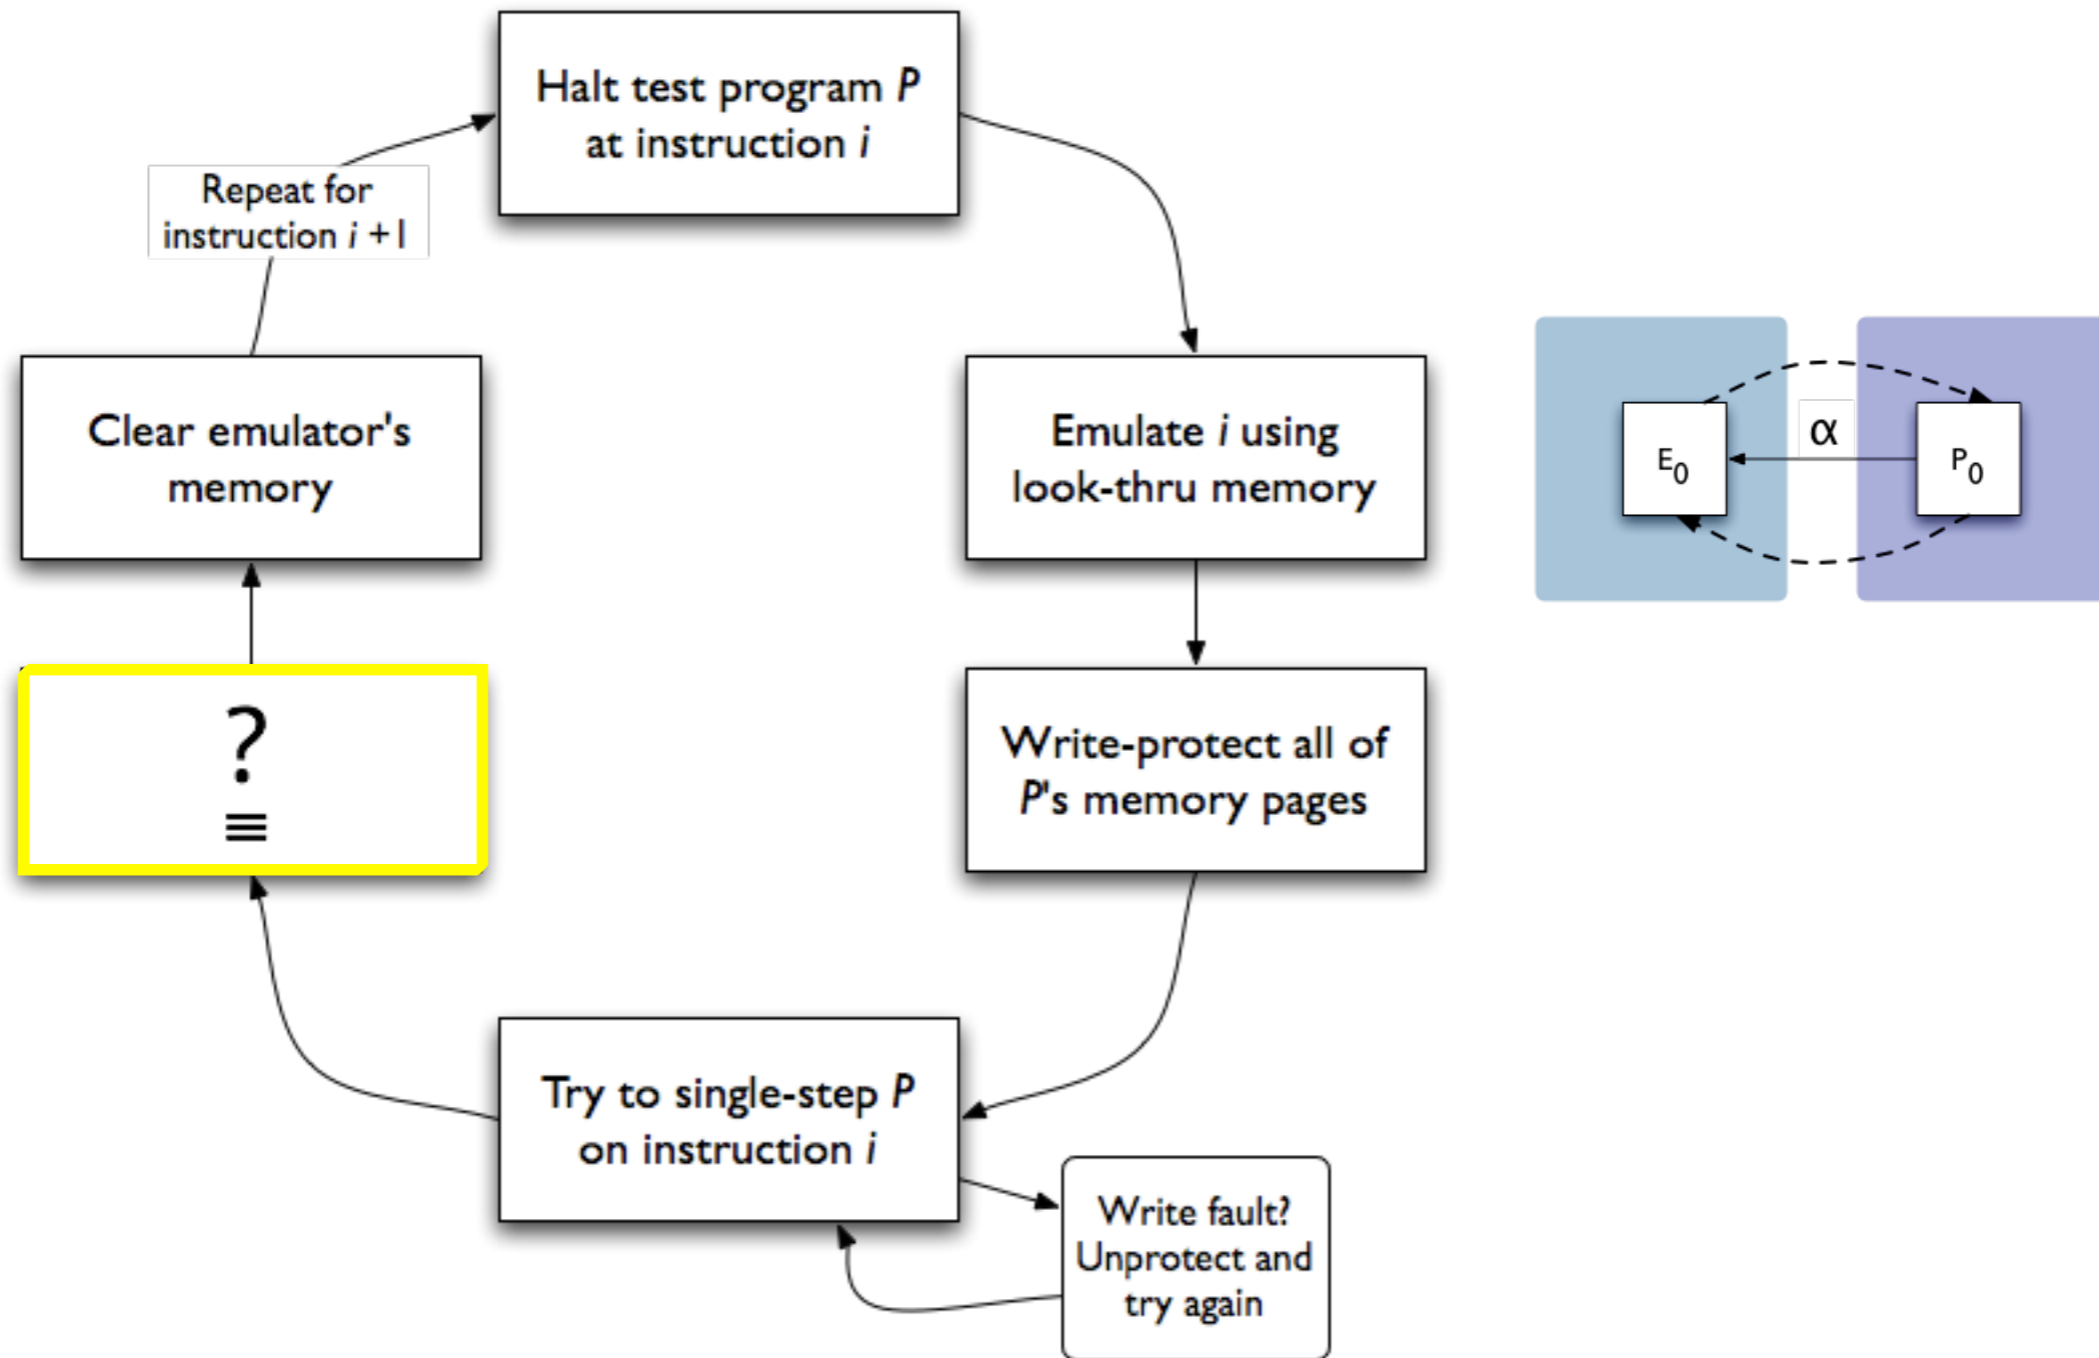 Halt test program P
at instruction i
Repeat for
instruction i +1
Clear emulator's
memory
Emulate i using
look-thru memory
E0
α
P0
?
≡
Write-protect all of
P's memory pages
Try to single-step P
on instruction i
Write fault?
Unprotect and
try again